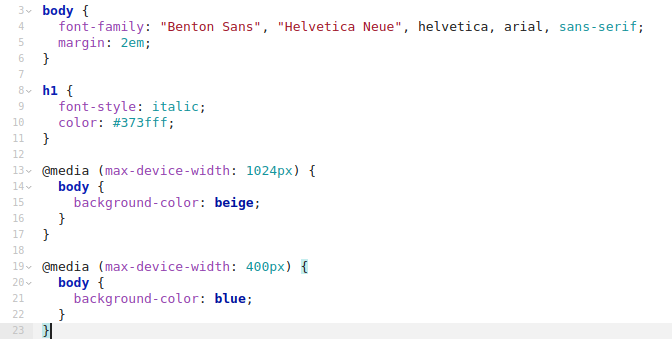 3 body {
4   font-family: "Benton Sans", "Helvetica Neue", helvetica, arial, sans-serif;
5   margin: 2em;
6 }
7
8 h1 {
9   font-style: italic;
10   color: #373fff;
11 }
12
13 @media (max-device-width: 1024px) {
14   body {
15     background-color: beige;
16   }
17 }
18
19 @media (max-device-width: 400px) {
20   body {
21     background-color: blue;
22   }
23 }